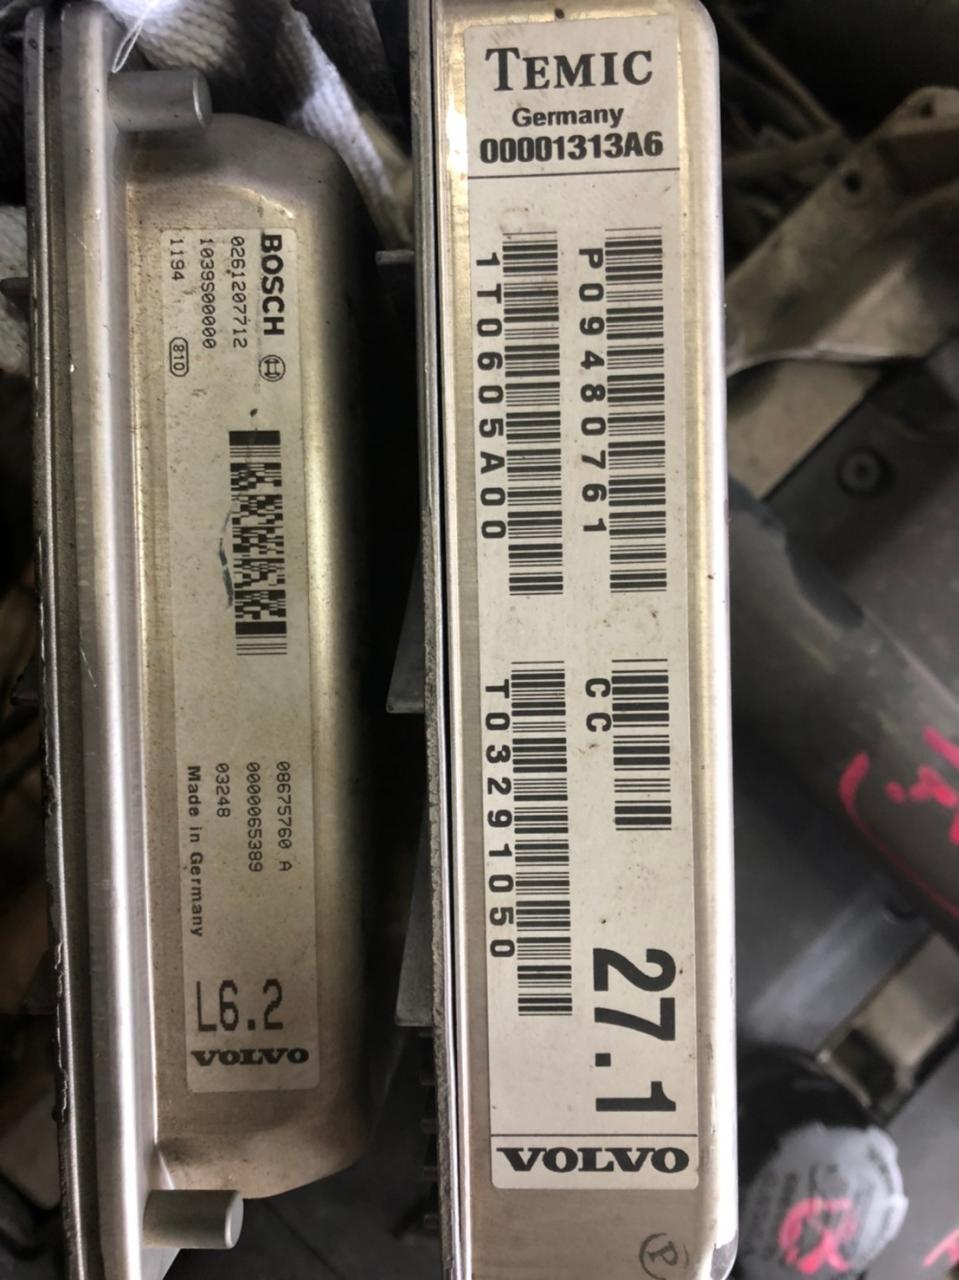 BOSCH
0261207712
1039S00000
1194
810
08675760 A
0000065389
03248
Made in Germany
L6.2
VOLVO
TEMIC
Germany
00001313A6
P09480761
1T0605A00
CC
T03291050
27.1
VOLVO
P